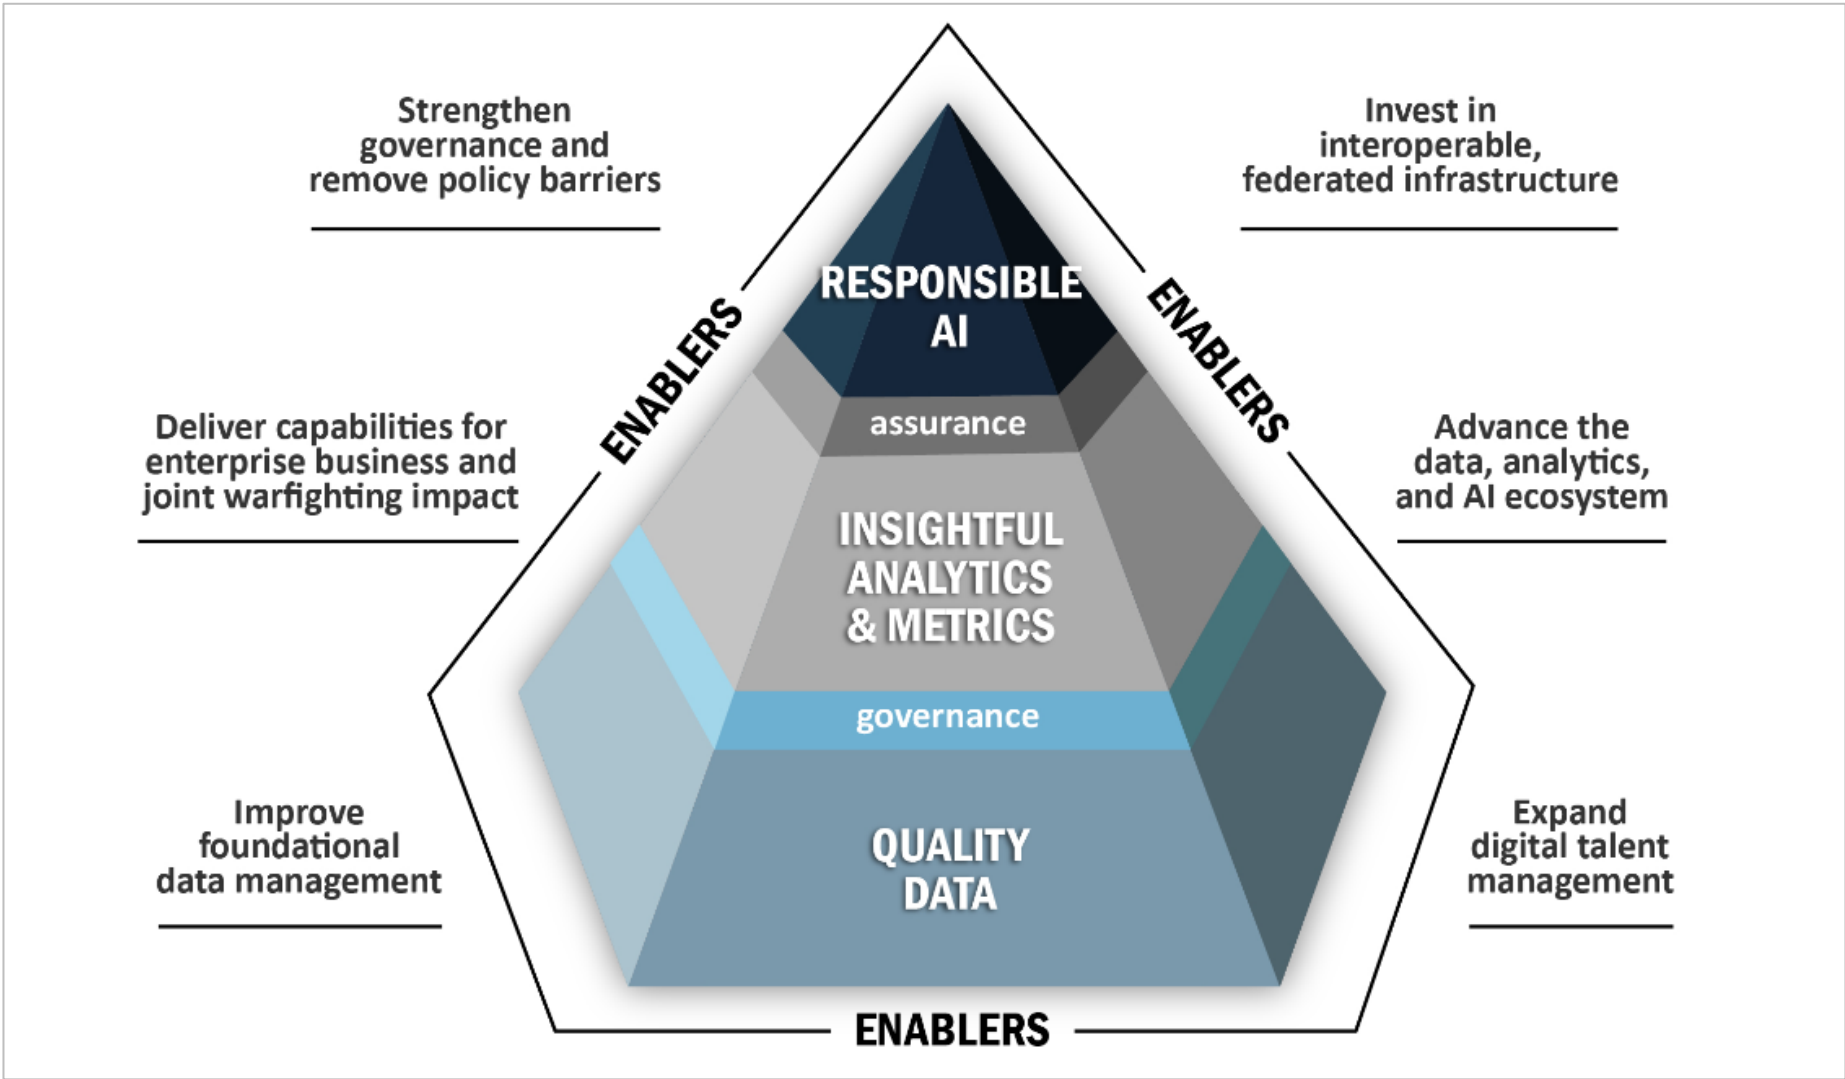 Strengthen
governance and
remove policy barriers
Invest in
interoperable,
federated infrastructure
RESPONSIBLE
AI
ENABLERS
ENABLERS
assurance
Deliver capabilities for
enterprise business and
joint warfighting impact
Advance the
data, analytics,
and AI ecosystem
INSIGHTFUL
ANALYTICS
& METRICS
governance
Improve
foundational
data management
QUALITY
DATA
Expand
digital talent
management
ENABLERS